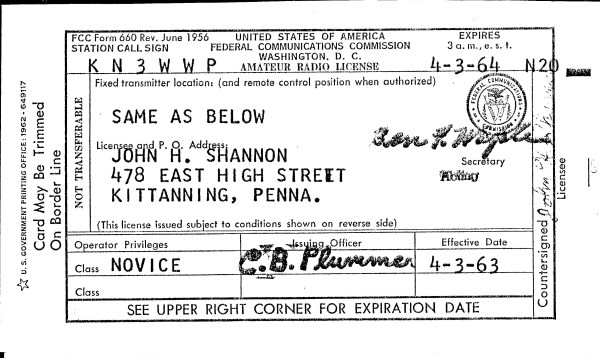 FCC Form 660 Rev. June 1956 UNITED STATES OF AMERICA EXPIRES
STATION CALL SIGN FEDERAL COMMUNICATIONS COMMISSION 3 a.m., e. s. t.
WASHINGTON, D. C.
KN3WWP AMATEUR RADIO LICENSE 4-3-64 N20
Fixed transmitter location: (and remote control position when authorized)
SAME AS BELOW
FEDERAL COMMUNICATIONS COMMISSION
Licensee and P. O. Address:
JOHN H. SHANNON
478 EAST HIGH STREET
KITTANNING, PENNA.
Secretary
Acting
(This license issued subject to conditions shown on reverse side)
NOT TRANSFERABLE
Operator Privileges Issuing Officer Effective Date
Class NOVICE C. B. Plummer 4-3-63
Class
SEE UPPER RIGHT CORNER FOR EXPIRATION DATE
U. S. GOVERNMENT PRINTING OFFICE: 1962 - 649117
Card May Be Trimmed
On Border Line
Countersigned
Licensee